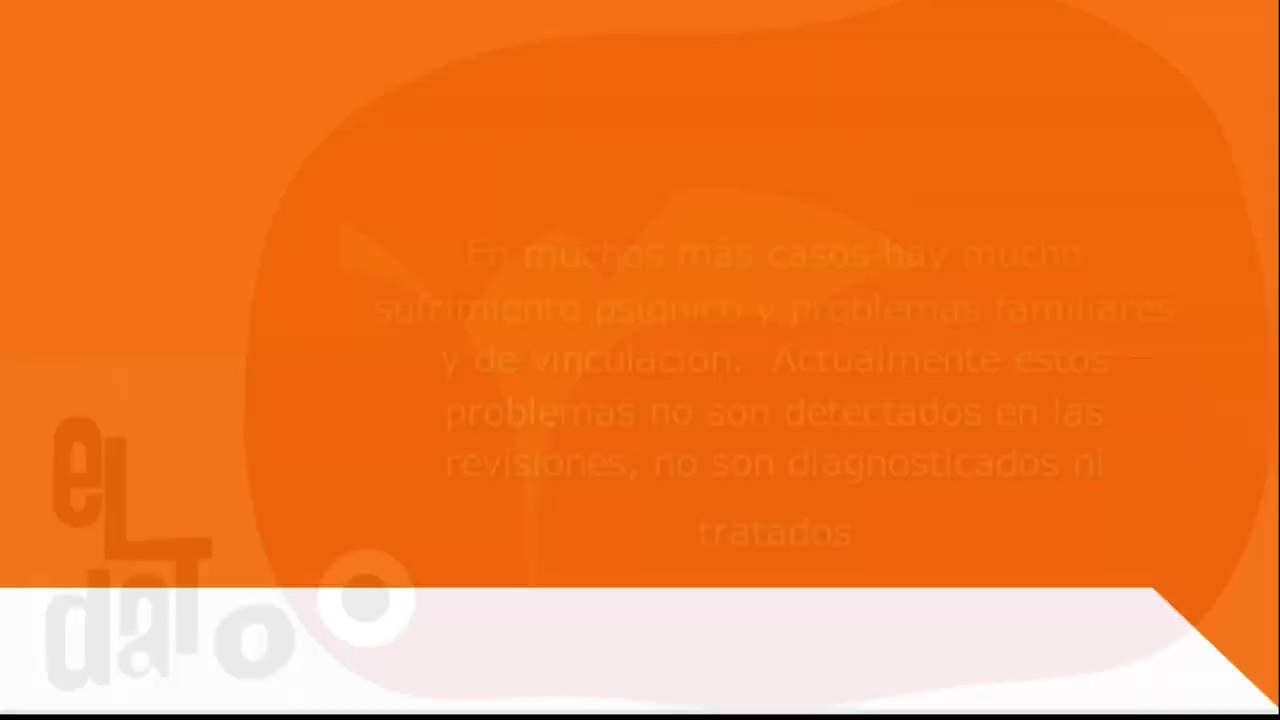 En muchos más casos hay mucho
sufrimiento psíquico y problemas familiares
y de vinculación. Actualmente estos
problemas no son detectados en las
revisiones, no son diagnosticados ni
tratados
eL
daTo